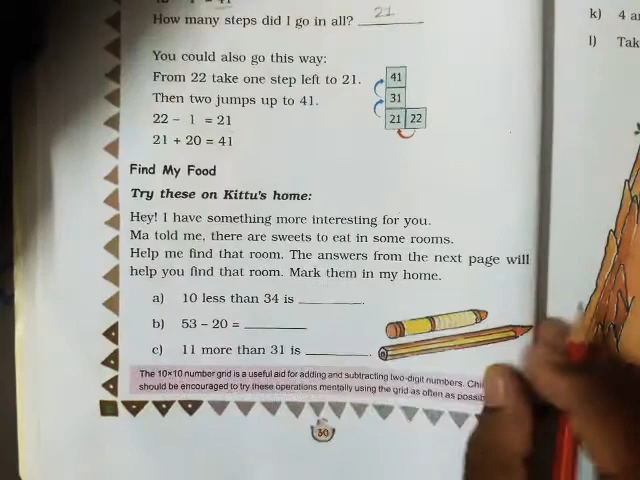 How many steps did I go in all? 21
You could also go this way:
From 22 take one step left to 21.
Then two jumps up to 41.
22 - 1 = 21
21 + 20 = 41
41
31
21 22
Find My Food
Try these on Kittu's home:
Hey! I have something more interesting for you.
Ma told me, there are sweets to eat in some rooms.
Help me find that room. The answers from the next page will
help you find that room. Mark them in my home.
a) 10 less than 34 is ________.
b) 53 – 20 = ________
c) 11 more than 31 is ________.
The 10×10 number grid is a useful aid for adding and subtracting two-digit numbers.
should be encouraged to try these operations mentally using the grid as often as
30
k) 4
l) Tak